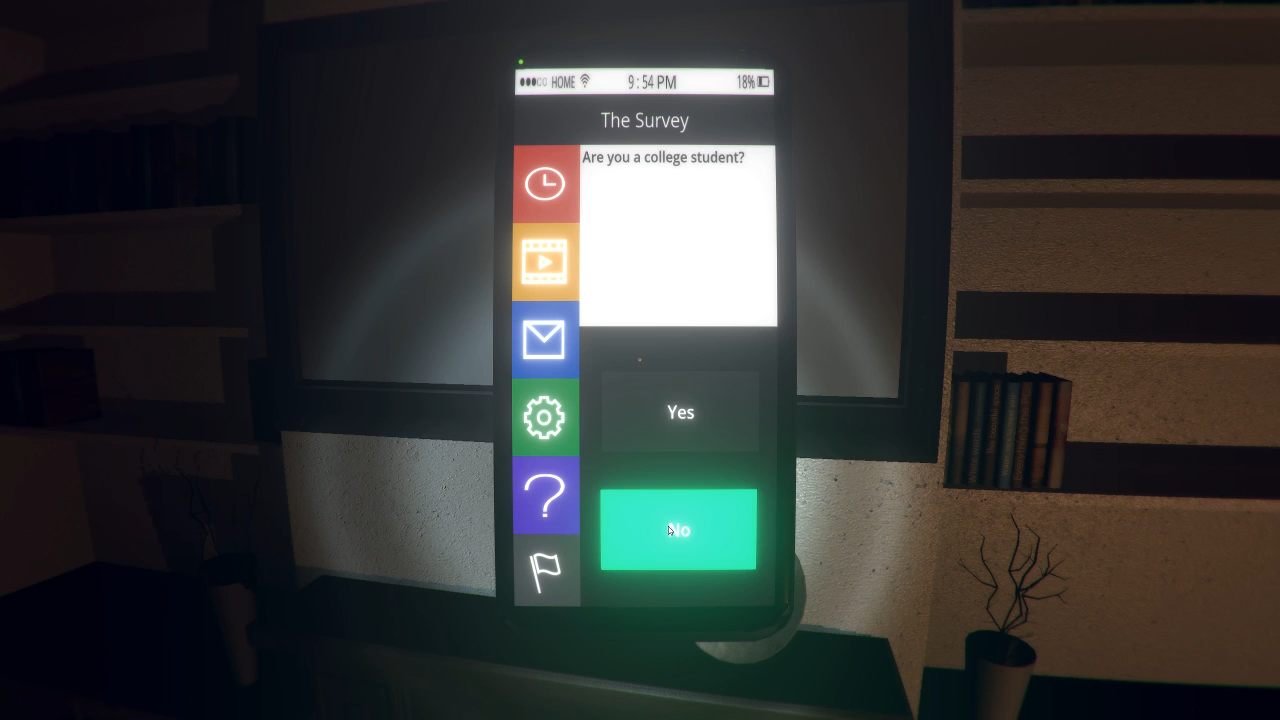 HOME 9:54 PM 18%
The Survey
Are you a college student?
Yes
No